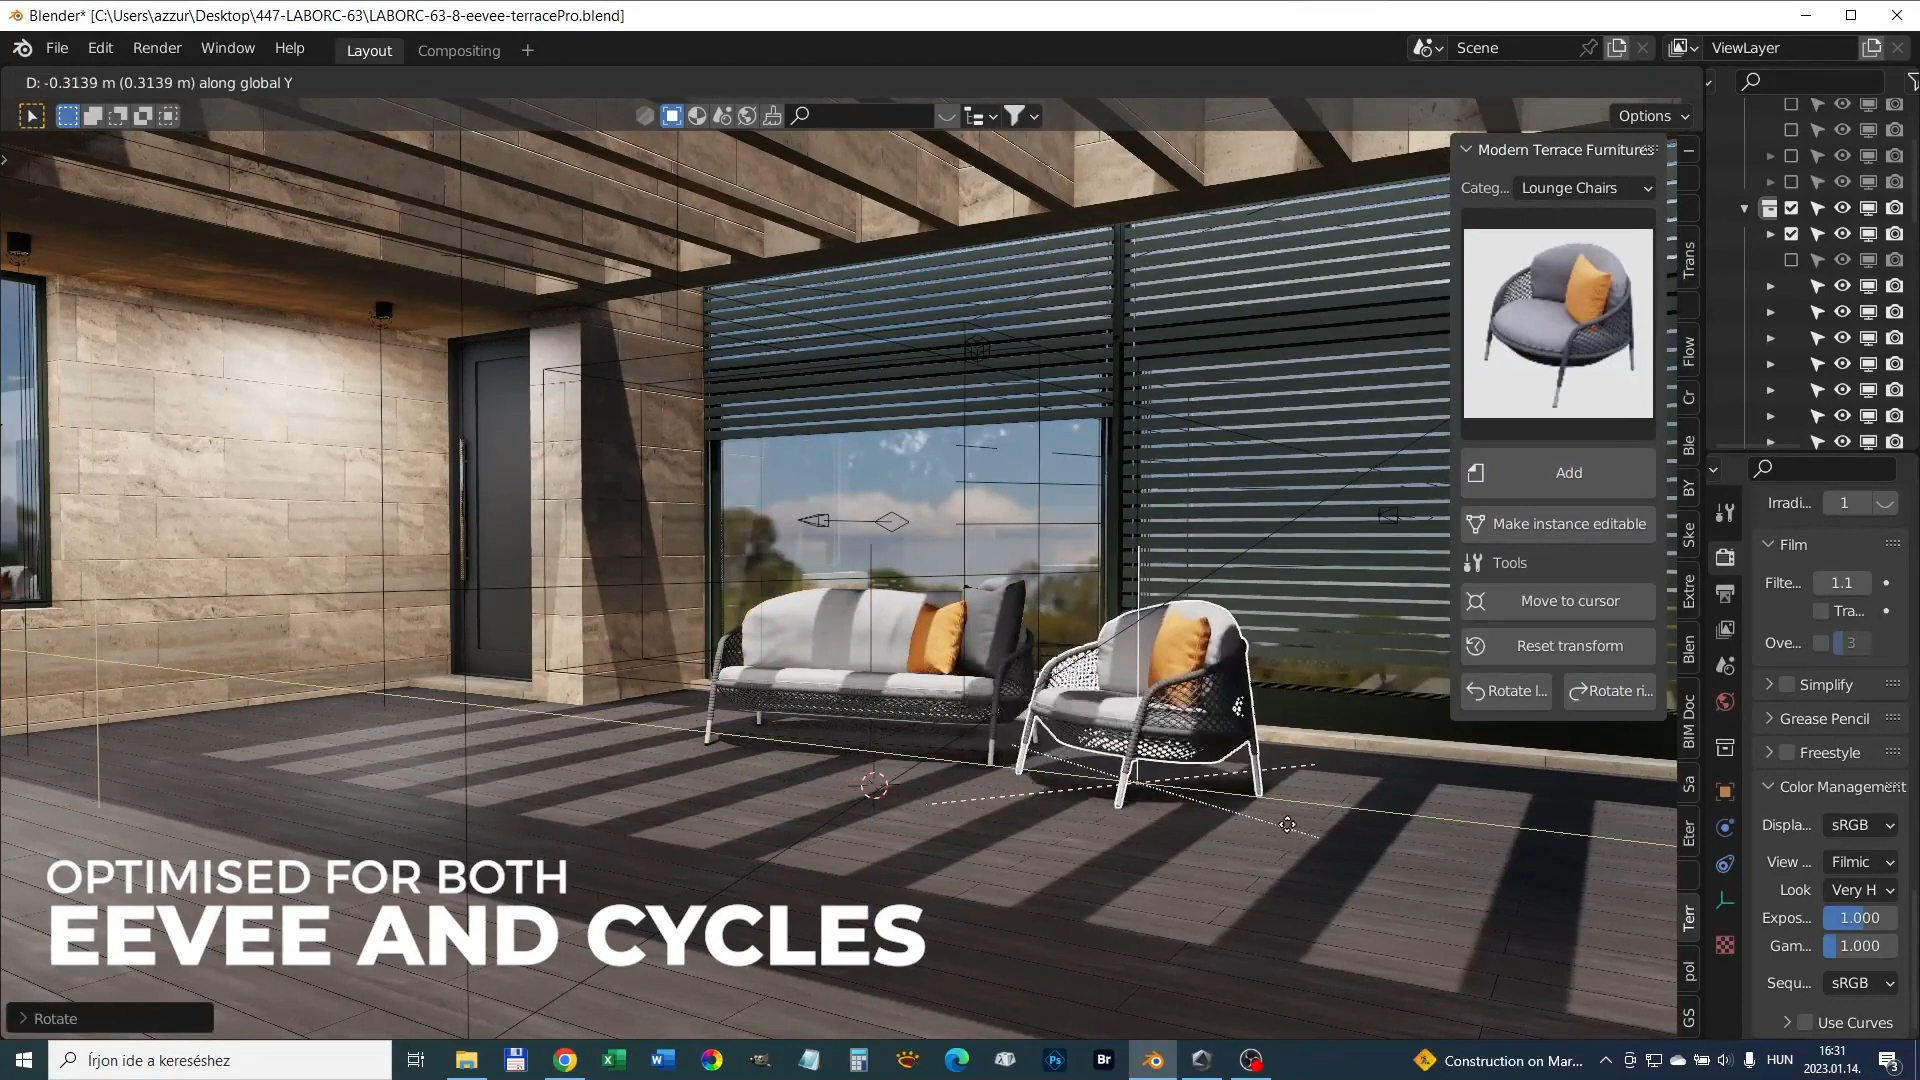 Blender* [C:\Users\azzur\Desktop\447-LABORC-63\LABORC-63-8-eevee-terracePro.blend]
File Edit Render Window Help Layout Compositing + Scene ViewLayer
D: -0.3139 m (0.3139 m) along global Y
Options
Modern Terrace Furnitures
Categ... Lounge Chairs
Add
Make instance editable
Tools
Move to cursor
Reset transform
Rotate l... Rotate ri...
Trans
Flow
Cr
Ble
BY
Ske
Extre
Blen
BIM Doc
Sa
Eter
Terr
pol
GS
Irradi... 1
Film
Filte... 1.1
Tra...
Ove... 3
Simplify
Grease Pencil
Freestyle
Color Management
Displa... sRGB
View ... Filmic
Look Very H
Expos... 1.000
Gam... 1.000
Sequ... sRGB
Use Curves
OPTIMISED FOR BOTH
EEVEE AND CYCLES
Rotate
Írjon ide a kereséshez
Ps
Br
Construction on Mar...
HUN
16:31
2023.01.14.
3